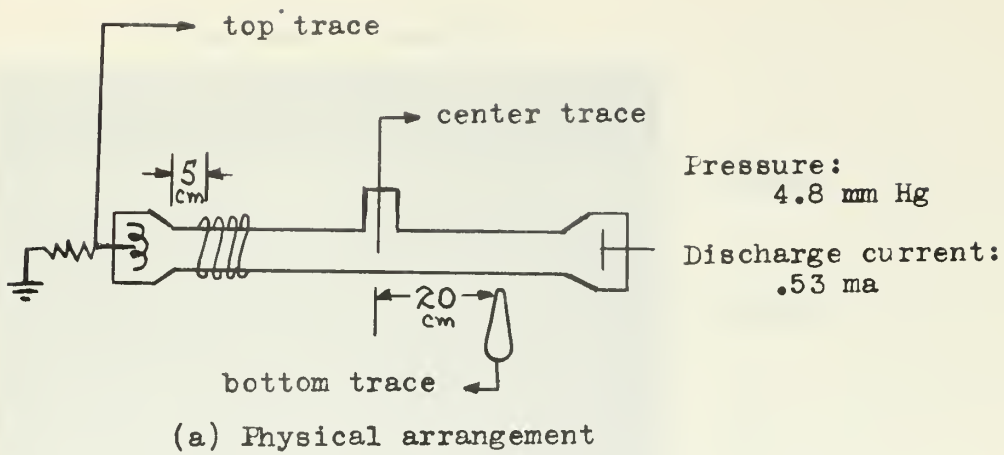 top trace
center trace
5
cm
Pressure:
4.8 mm Hg
Discharge current:
.53 ma
20
cm
bottom trace
(a) Physical arrangement